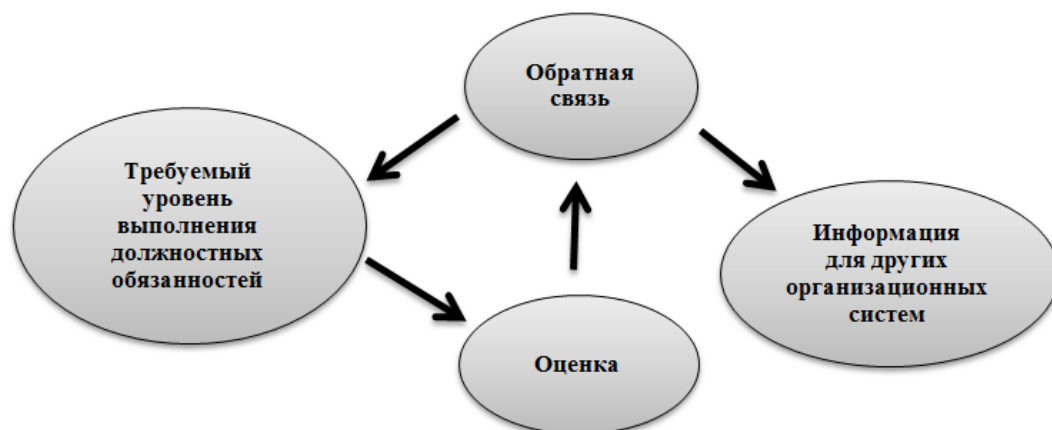 Обратная
связь
Требуемый
уровень
выполнения
должностных
обязанностей
Информация
для других
организационных
систем
Оценка